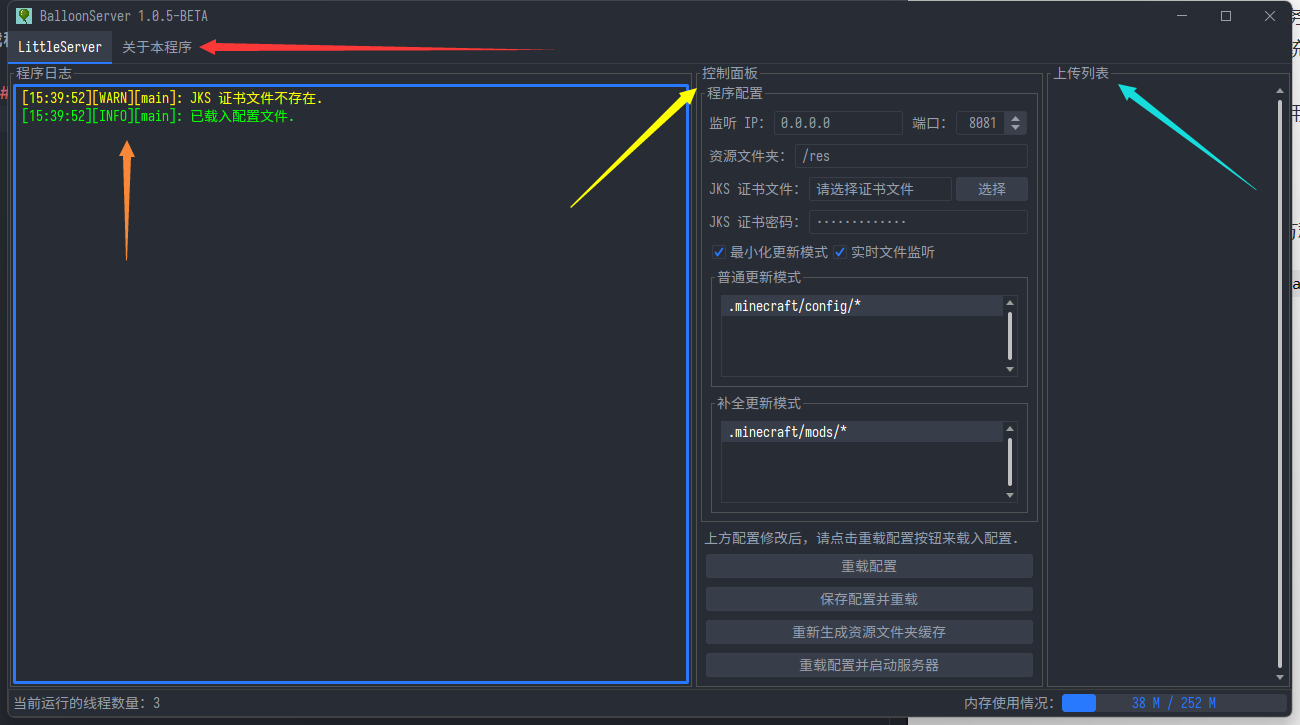 BalloonServer 1.0.5-BETA
LittleServer 关于本程序
程序日志
[15:39:52][WARN][main]: JKS 证书文件不存在.
[15:39:52][INFO][main]: 已载入配置文件.
控制面板
程序配置
监听 IP: 0.0.0.0 端口: 8081
资源文件夹: /res
JKS 证书文件: 请选择证书文件 选择
JKS 证书密码: ·············
最小化更新模式 实时文件监听
普通更新模式
.minecraft/config/*
补全更新模式
.minecraft/mods/*
上方配置修改后，请点击重载配置按钮来载入配置.
重载配置
保存配置并重载
重新生成资源文件夹缓存
重载配置并启动服务器
上传列表
当前运行的线程数量: 3
内存使用情况: 38 M / 252 M